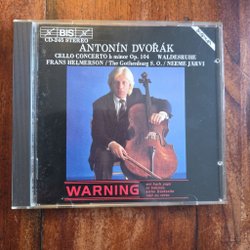 BIS
CD-245 STEREO
ANTONÍN DVOŘÁK
CELLO CONCERTO b minor Op. 104 WALDESRUHE
FRANS HELMERSON / The Gothenburg S. O. / NEEME JÄRVI
WARNING